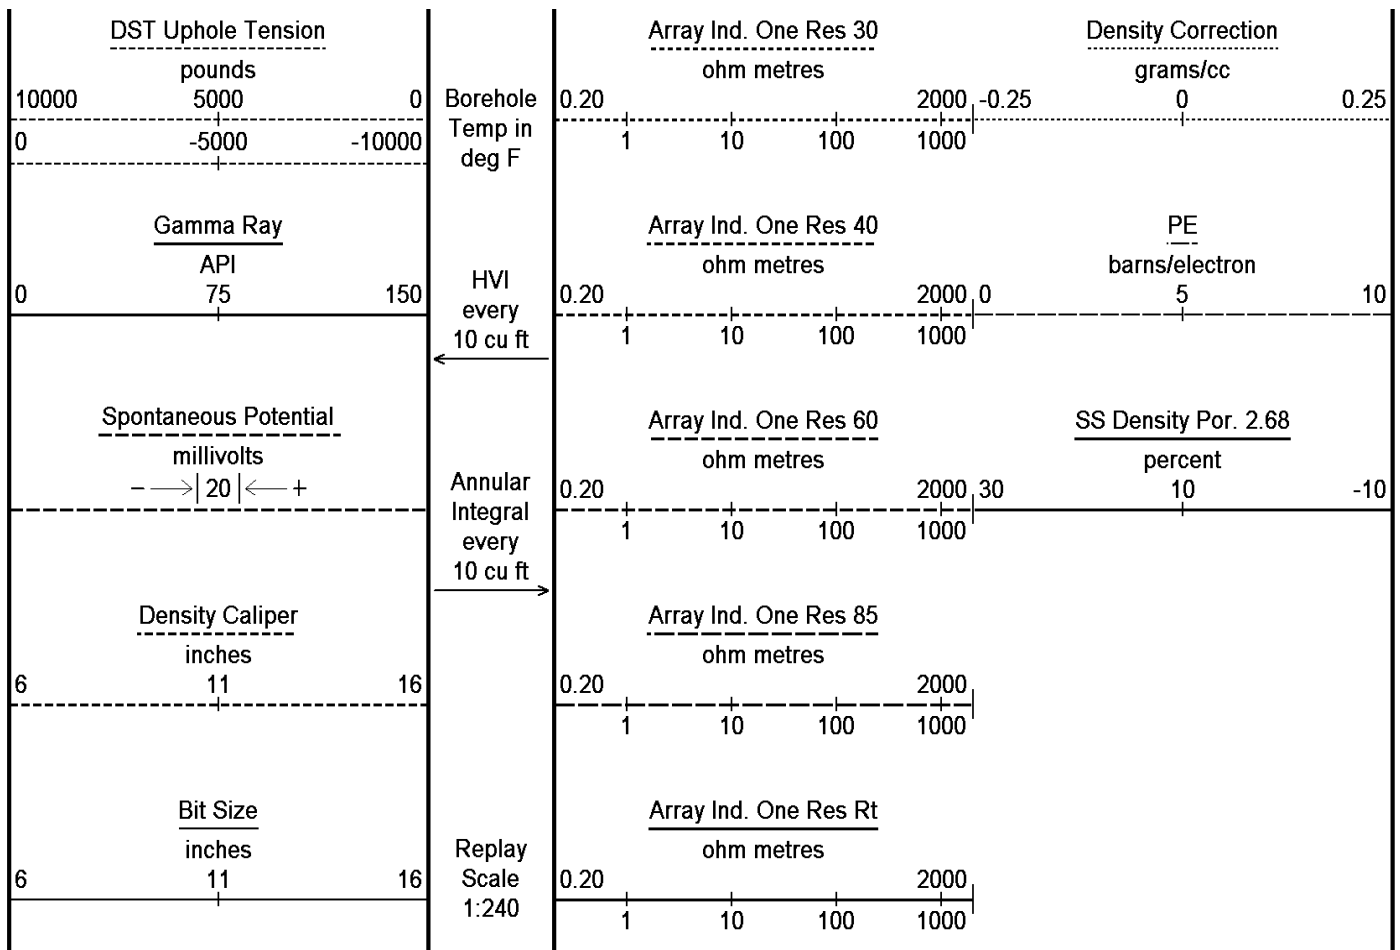 DST Uphole Tension
pounds
10000 5000 0
0 -5000 -10000
Gamma Ray
API
0 75 150
Spontaneous Potential
millivolts
− 20 +
Density Caliper
inches
6 11 16
Bit Size
inches
6 11 16
Borehole
Temp in
deg F
HVI
every
10 cu ft
Annular
Integral
every
10 cu ft
Replay
Scale
1:240
Array Ind. One Res 30
ohm metres
0.20 2000
1 10 100 1000
Array Ind. One Res 40
ohm metres
0.20 2000
1 10 100 1000
Array Ind. One Res 60
ohm metres
0.20 2000
1 10 100 1000
Array Ind. One Res 85
ohm metres
0.20 2000
1 10 100 1000
Array Ind. One Res Rt
ohm metres
0.20 2000
1 10 100 1000
Density Correction
grams/cc
-0.25 0 0.25
PE
barns/electron
0 5 10
SS Density Por. 2.68
percent
30 10 -10